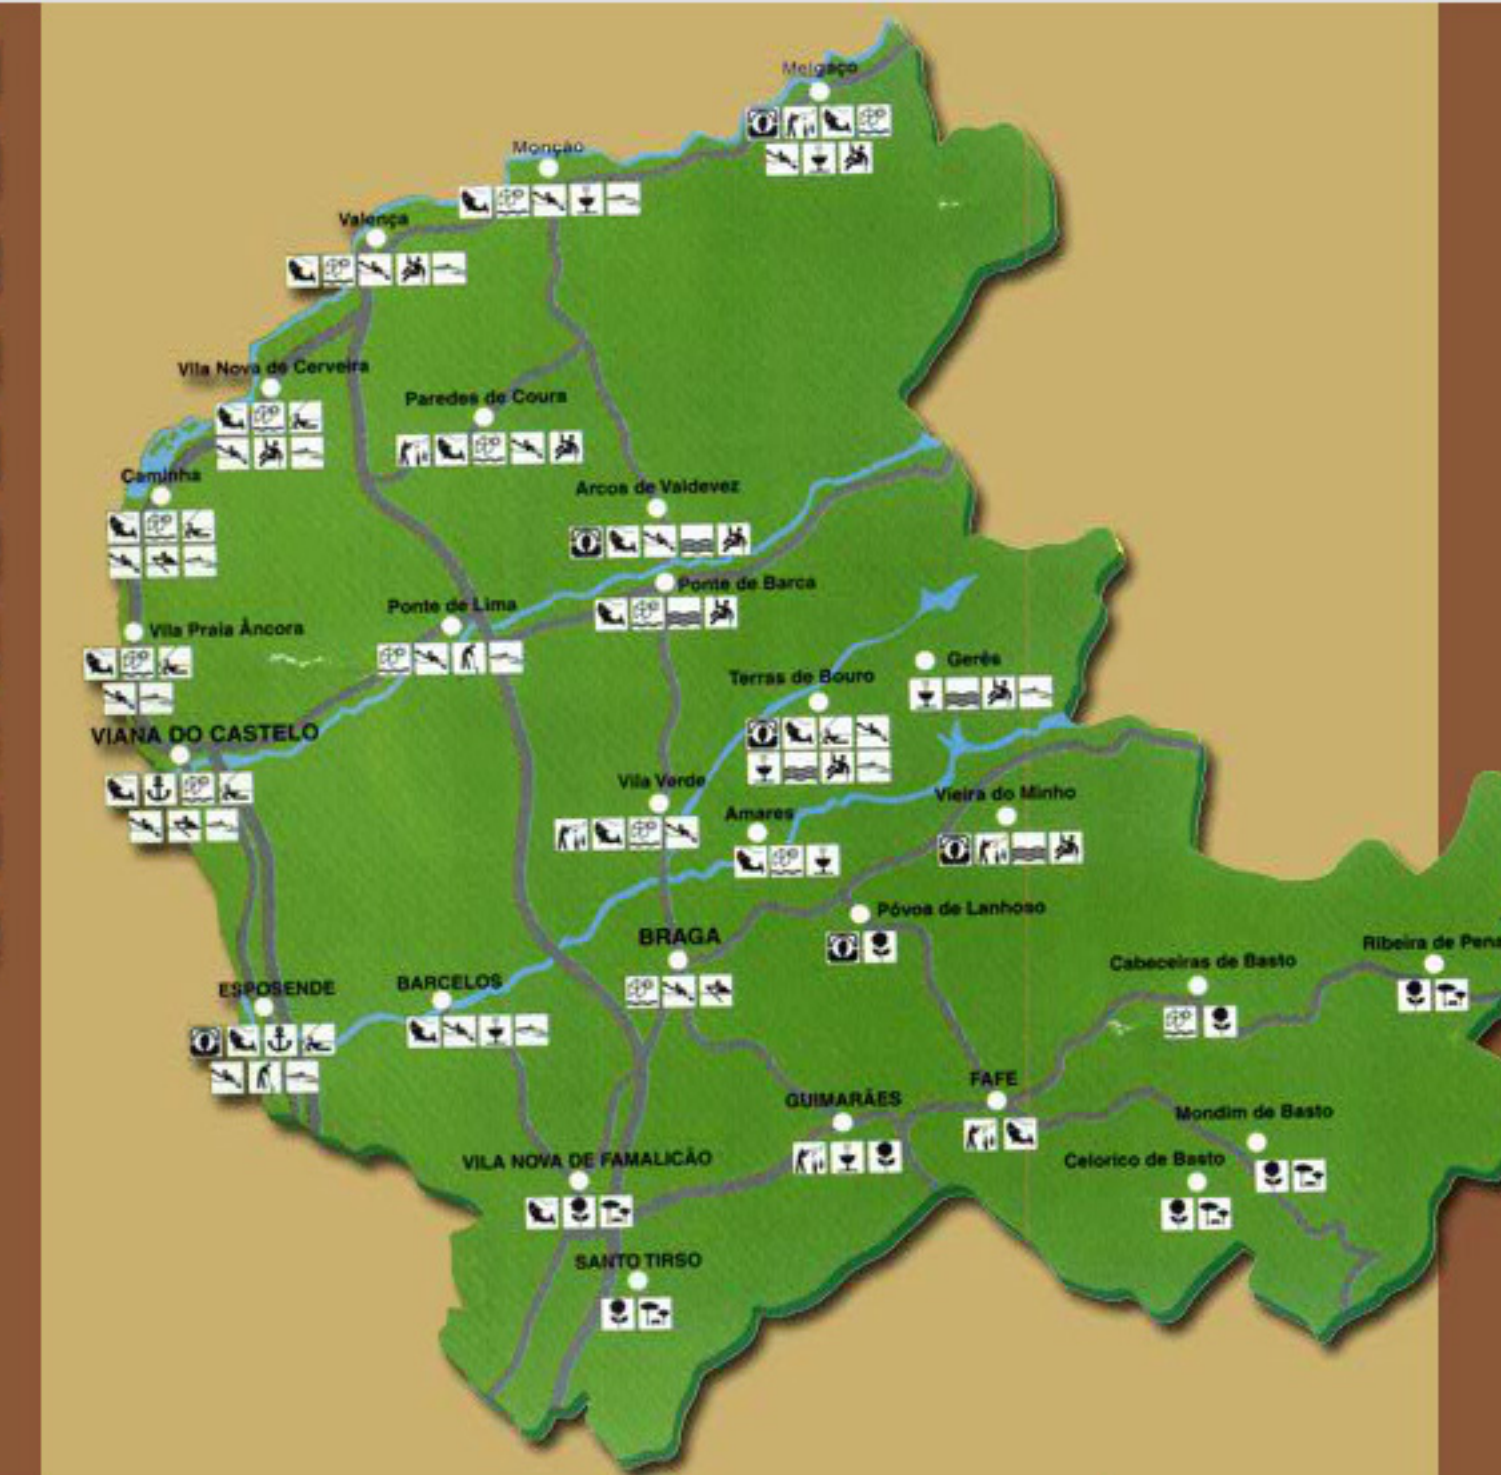 Melgaço
Monção
Valença
Vila Nova de Cerveira
Paredes de Coura
Caminha
Arcos de Valdevez
Ponte de Barca
Ponte de Lima
Vila Praia Âncora
Gerês
Terras de Bouro
VIANA DO CASTELO
Vila Verde
Vieira do Minho
Amares
Póvoa de Lanhoso
BRAGA
Ribeira de Pena
Cabeceiras de Basto
BARCELOS
ESPOSENDE
FAFE
GUIMARÃES
Mondim de Basto
VILA NOVA DE FAMALICÃO
Celorico de Basto
SANTO TIRSO